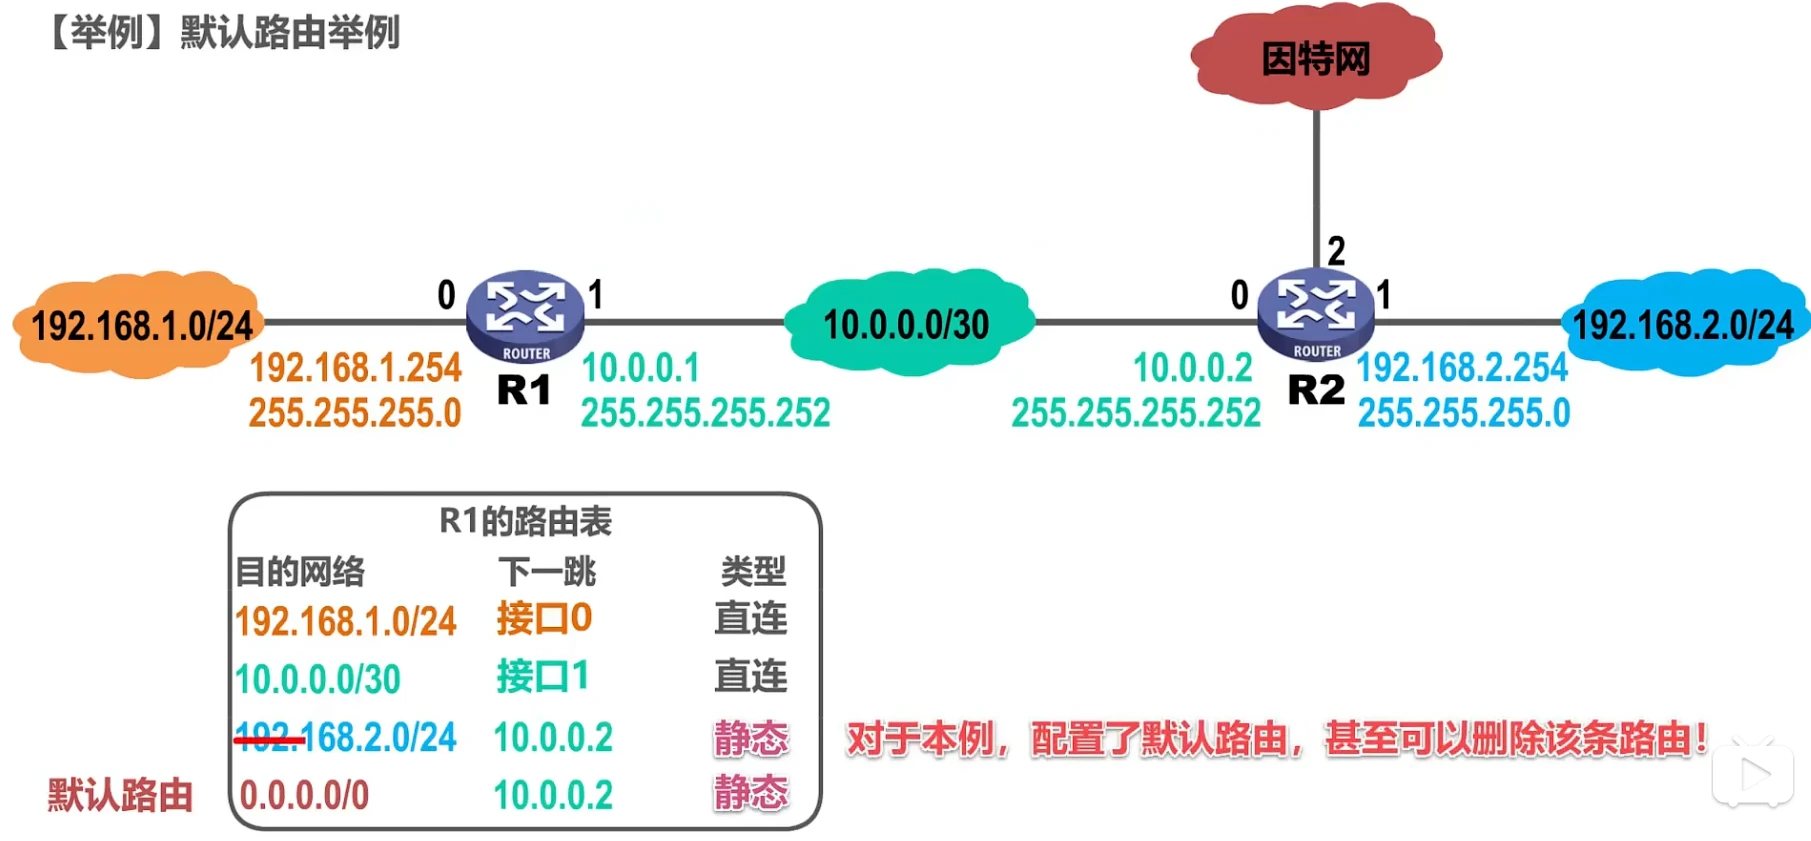 【举例】默认路由举例
因特网
2
0
1
0
1
192.168.1.0/24
10.0.0.0/30
192.168.2.0/24
ROUTER
ROUTER
192.168.1.254
R1
10.0.0.1
10.0.0.2
R2
192.168.2.254
255.255.255.0
255.255.255.252
255.255.255.252
255.255.255.0
R1的路由表
目的网络 下一跳 类型
192.168.1.0/24 接口0 直连
10.0.0.0/30 接口1 直连
192.168.2.0/24 10.0.0.2 静态 对于本例，配置了默认路由，甚至可以删除该条路由！
默认路由 0.0.0.0/0 10.0.0.2 静态